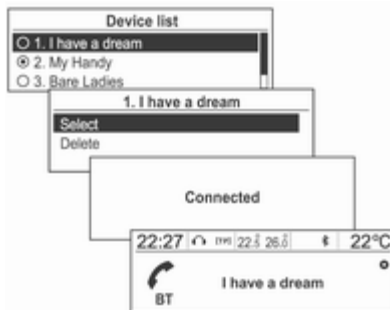 Device list
1. I have a dream
2. My Handy
3. Bare Ladies
1. I have a dream
Select
Delete
Connected
22:27 22.5 26.0 22°C
I have a dream
BT